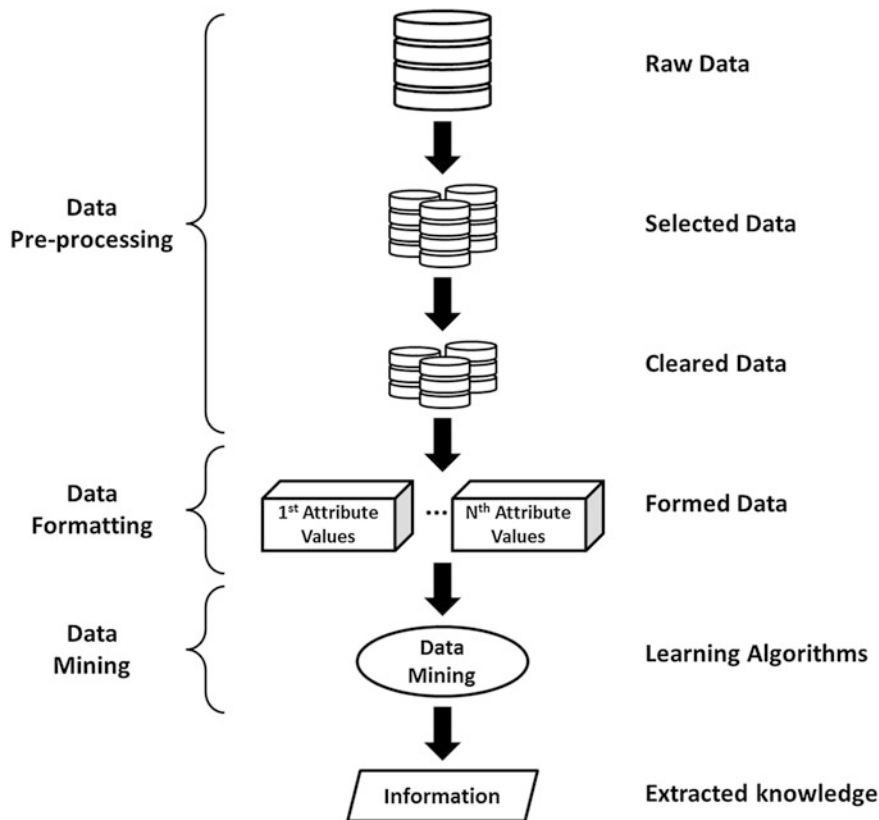 Raw Data
Data
Pre-processing
Selected Data
Cleared Data
Data
Formatting
1st Attribute
Values
...
Nth Attribute
Values
Formed Data
Data
Mining
Data
Mining
Learning Algorithms
Information
Extracted knowledge